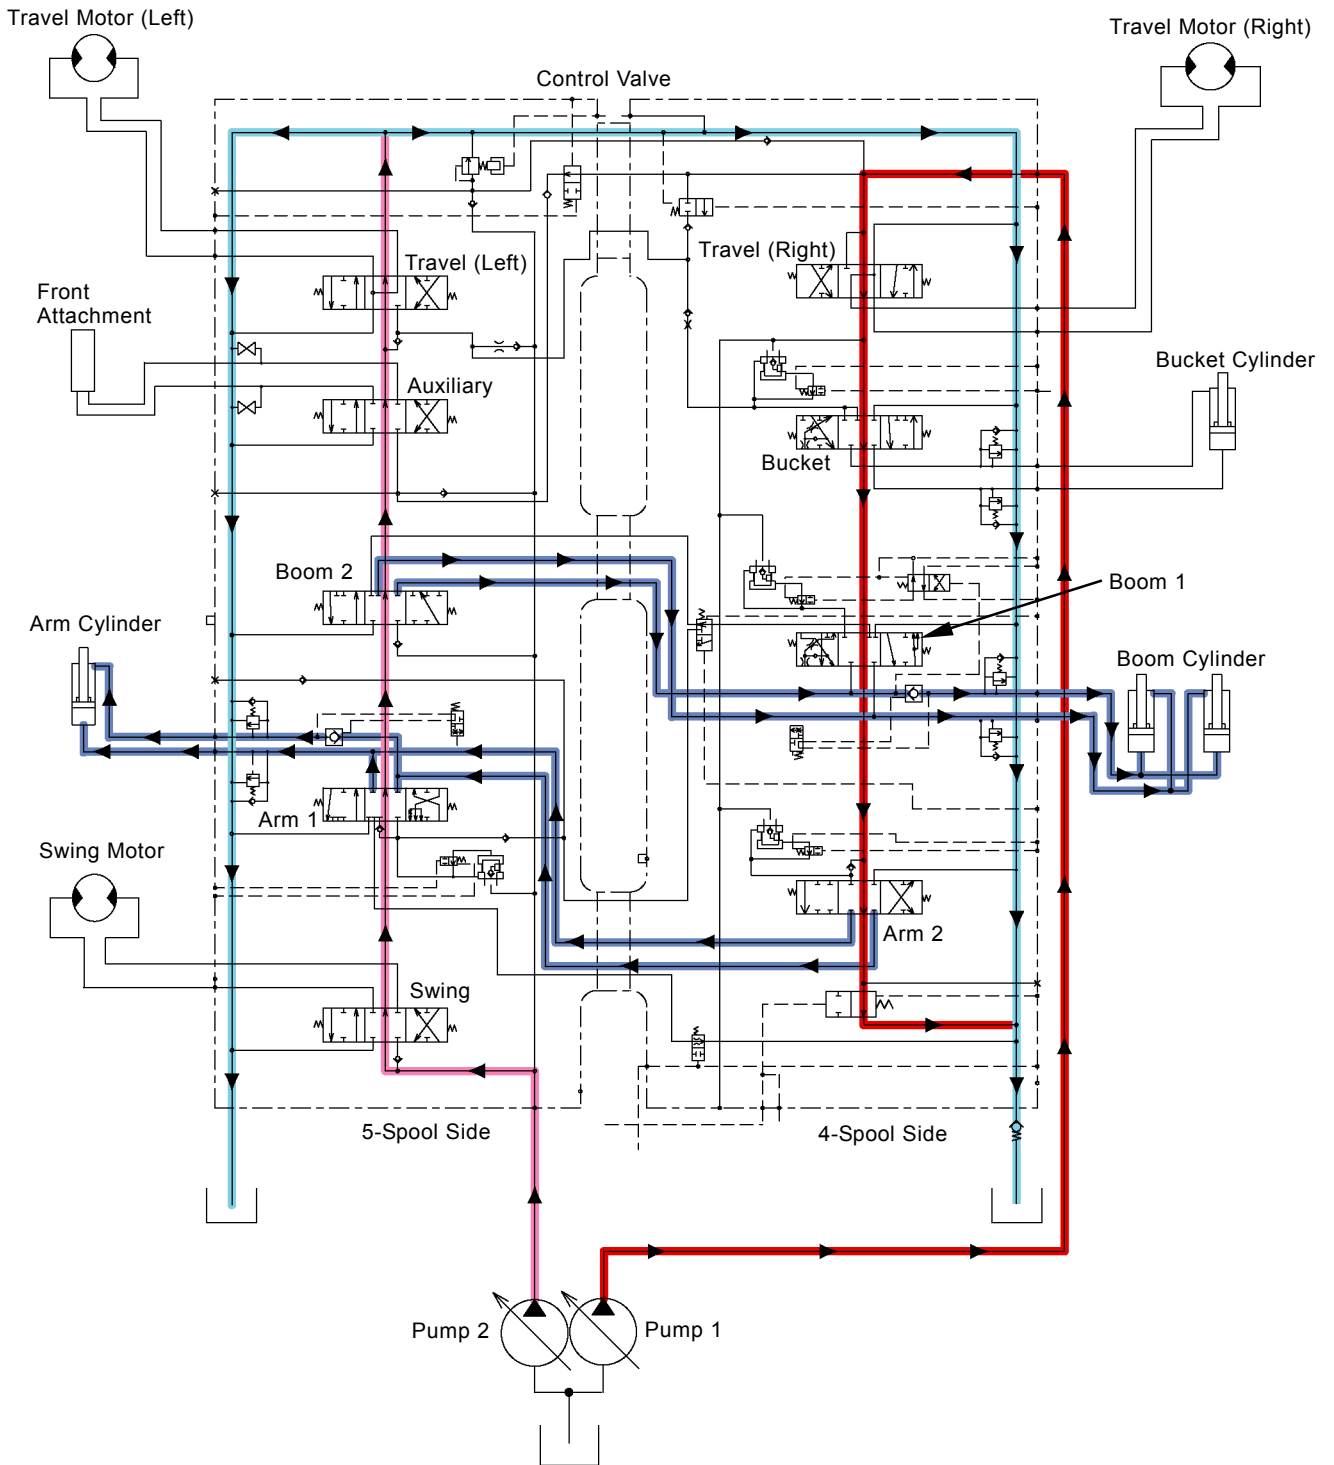 Travel Motor (Left)
Travel Motor (Right)
Control Valve
Travel (Right)
Travel (Left)
Front
Attachment
Bucket Cylinder
Auxiliary
Bucket
Boom 2
Boom 1
Arm Cylinder
Boom Cylinder
Arm 1
Swing Motor
Arm 2
Swing
5-Spool Side
4-Spool Side
Pump 2
Pump 1